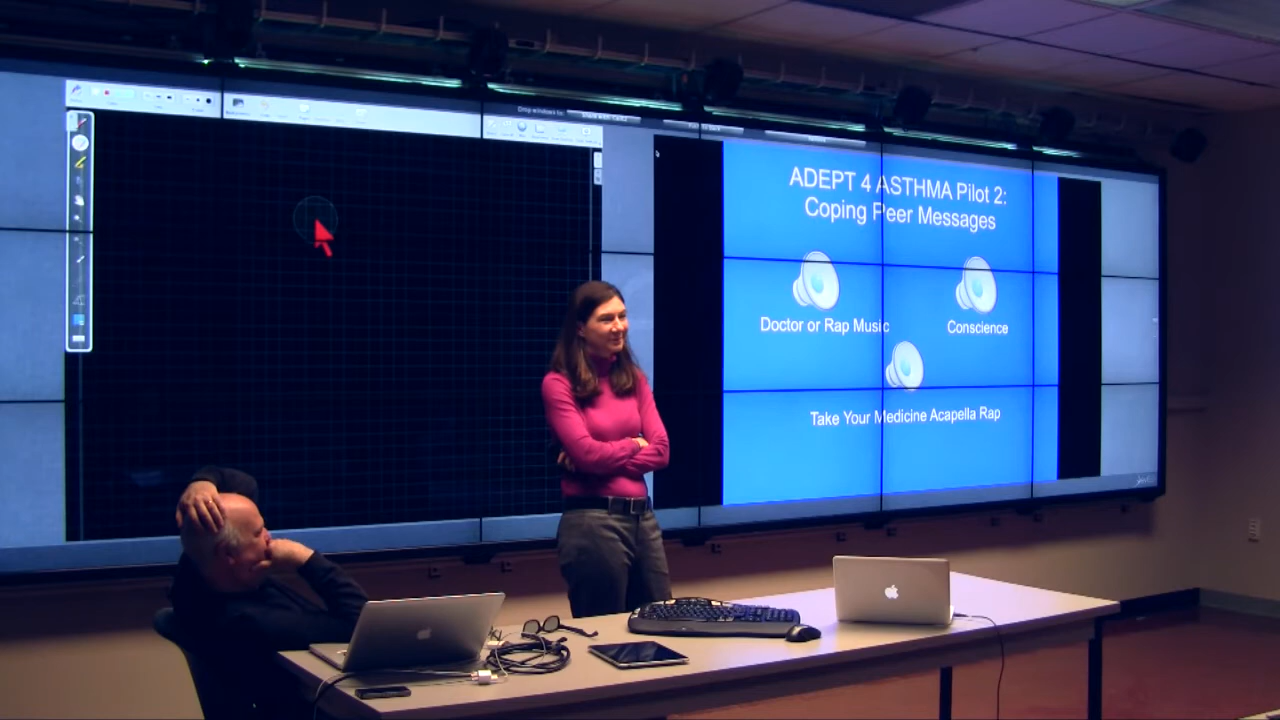 ADEPT 4 ASTHMA Pilot 2:
Coping Peer Messages
Doctor or Rap Music
Conscience
Take Your Medicine Acapella Rap